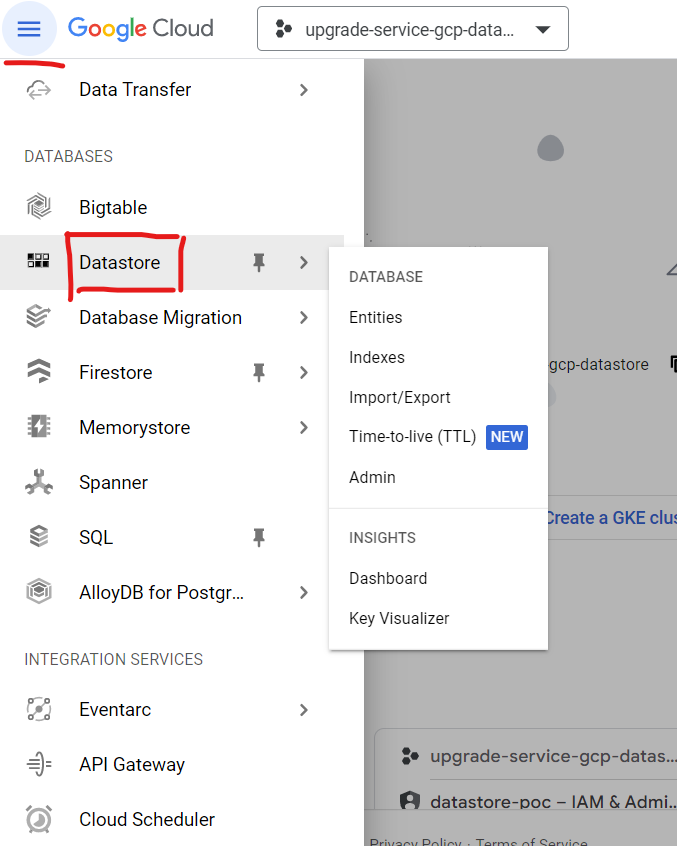 Google Cloud
upgrade-service-gcp-data...
Data Transfer
DATABASES
Bigtable
Datastore
Database Migration
Firestore
Memorystore
Spanner
SQL
AlloyDB for Postgr...
INTEGRATION SERVICES
Eventarc
API Gateway
Cloud Scheduler
DATABASE
Entities
Indexes
Import/Export
Time-to-live (TTL) NEW
Admin
INSIGHTS
Dashboard
Key Visualizer
gcp-datastore
Create a GKE clus
upgrade-service-gcp-datas...
datastore-poc – IAM & Admi...
Privacy Policy · Terms of Service